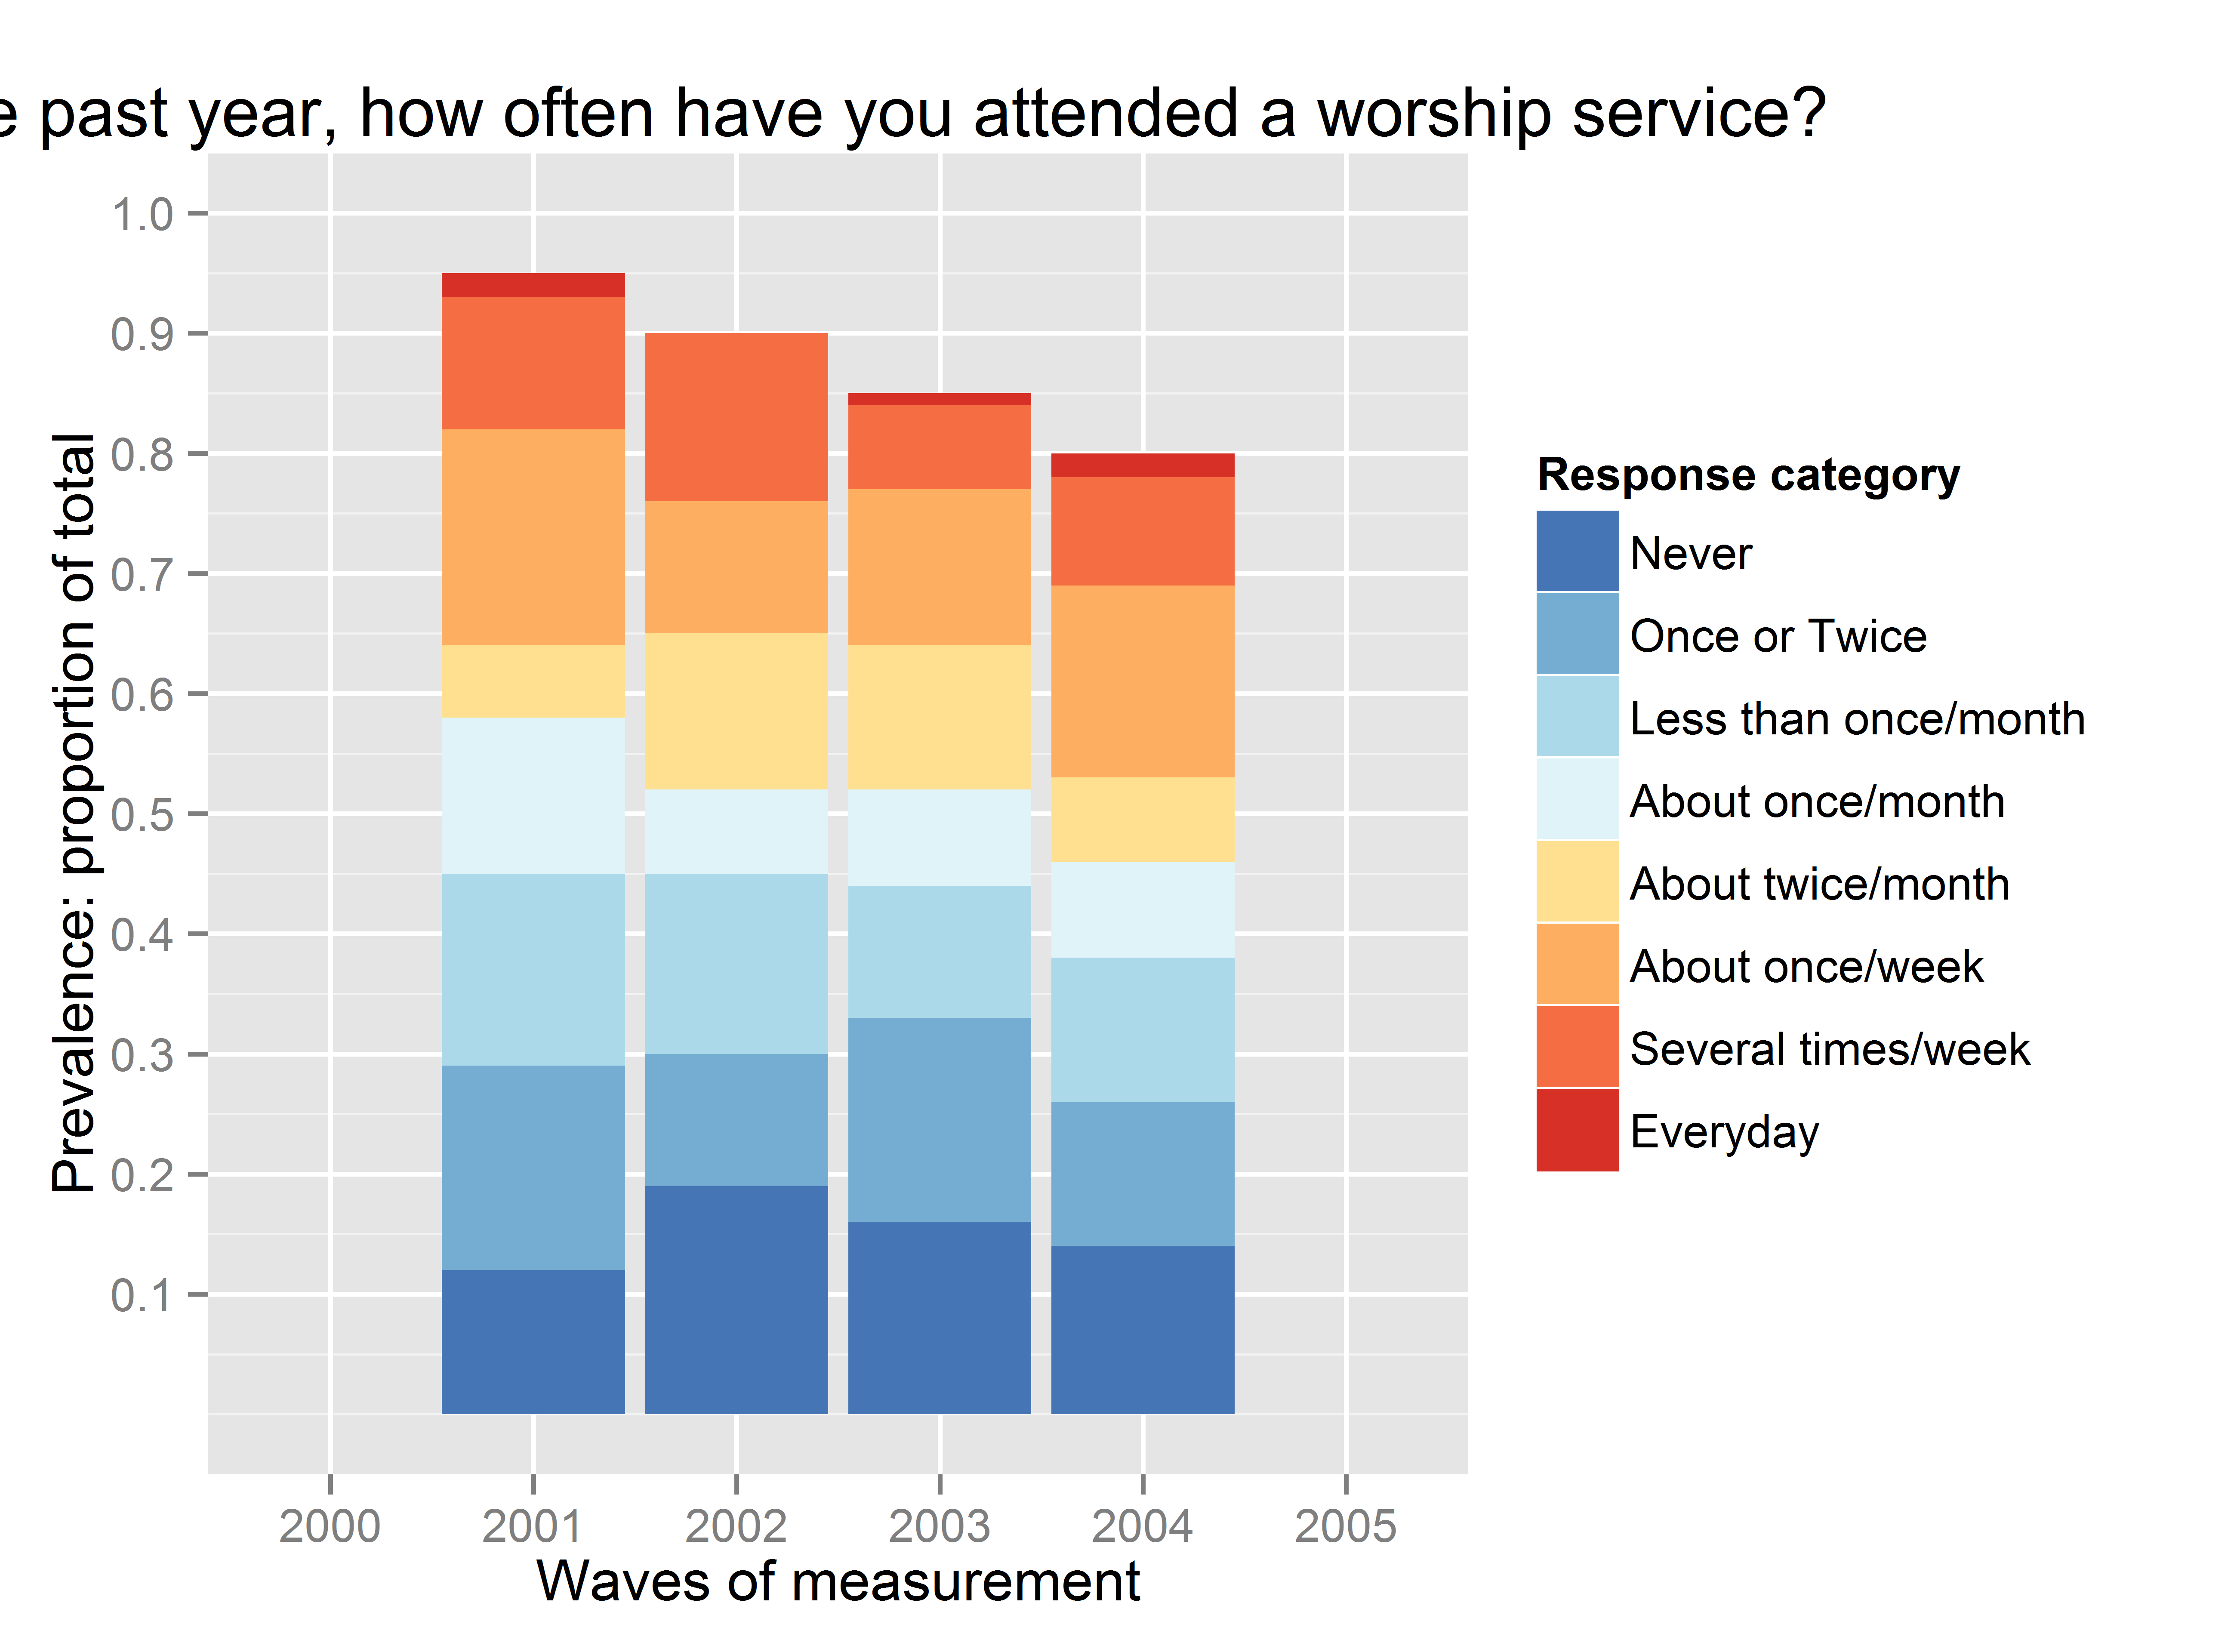 e past year, how often have you attended a worship service?
Prevalence: proportion of total
1.0
0.9
0.8
0.7
0.6
0.5
0.4
0.3
0.2
0.1
2000 2001 2002 2003 2004 2005
Waves of measurement
Response category
Never
Once or Twice
Less than once/month
About once/month
About twice/month
About once/week
Several times/week
Everyday